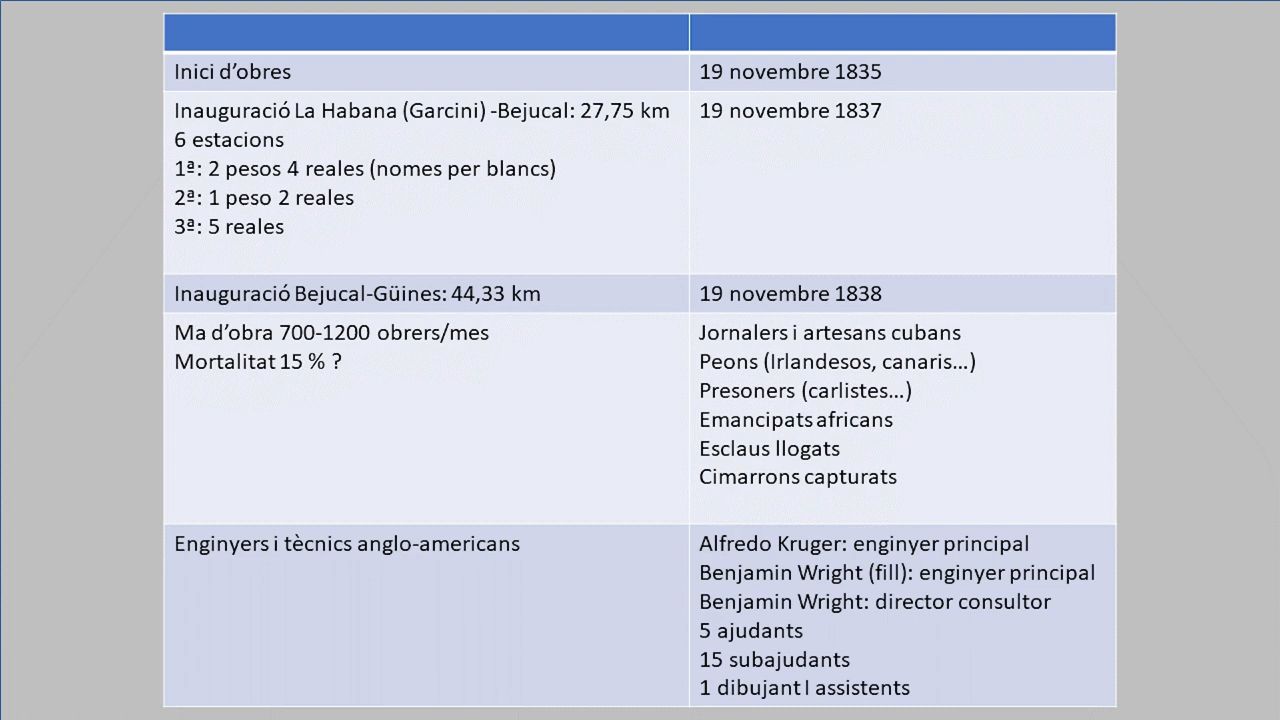 Inici d’obres
19 novembre 1835
Inauguració La Habana (Garcini) -Bejucal: 27,75 km
6 estacions
1ª: 2 pesos 4 reales (nomes per blancs)
2ª: 1 peso 2 reales
3ª: 5 reales
19 novembre 1837
Inauguració Bejucal-Güines: 44,33 km
19 novembre 1838
Ma d’obra 700-1200 obrers/mes
Mortalitat 15 % ?
Jornalers i artesans cubans
Peons (Irlandesos, canaris…)
Presoners (carlistes…)
Emancipats africans
Esclaus llogats
Cimarrons capturats
Enginyers i tècnics anglo-americans
Alfredo Kruger: enginyer principal
Benjamin Wright (fill): enginyer principal
Benjamin Wright: director consultor
5 ajudants
15 subajudants
1 dibujant I assistents